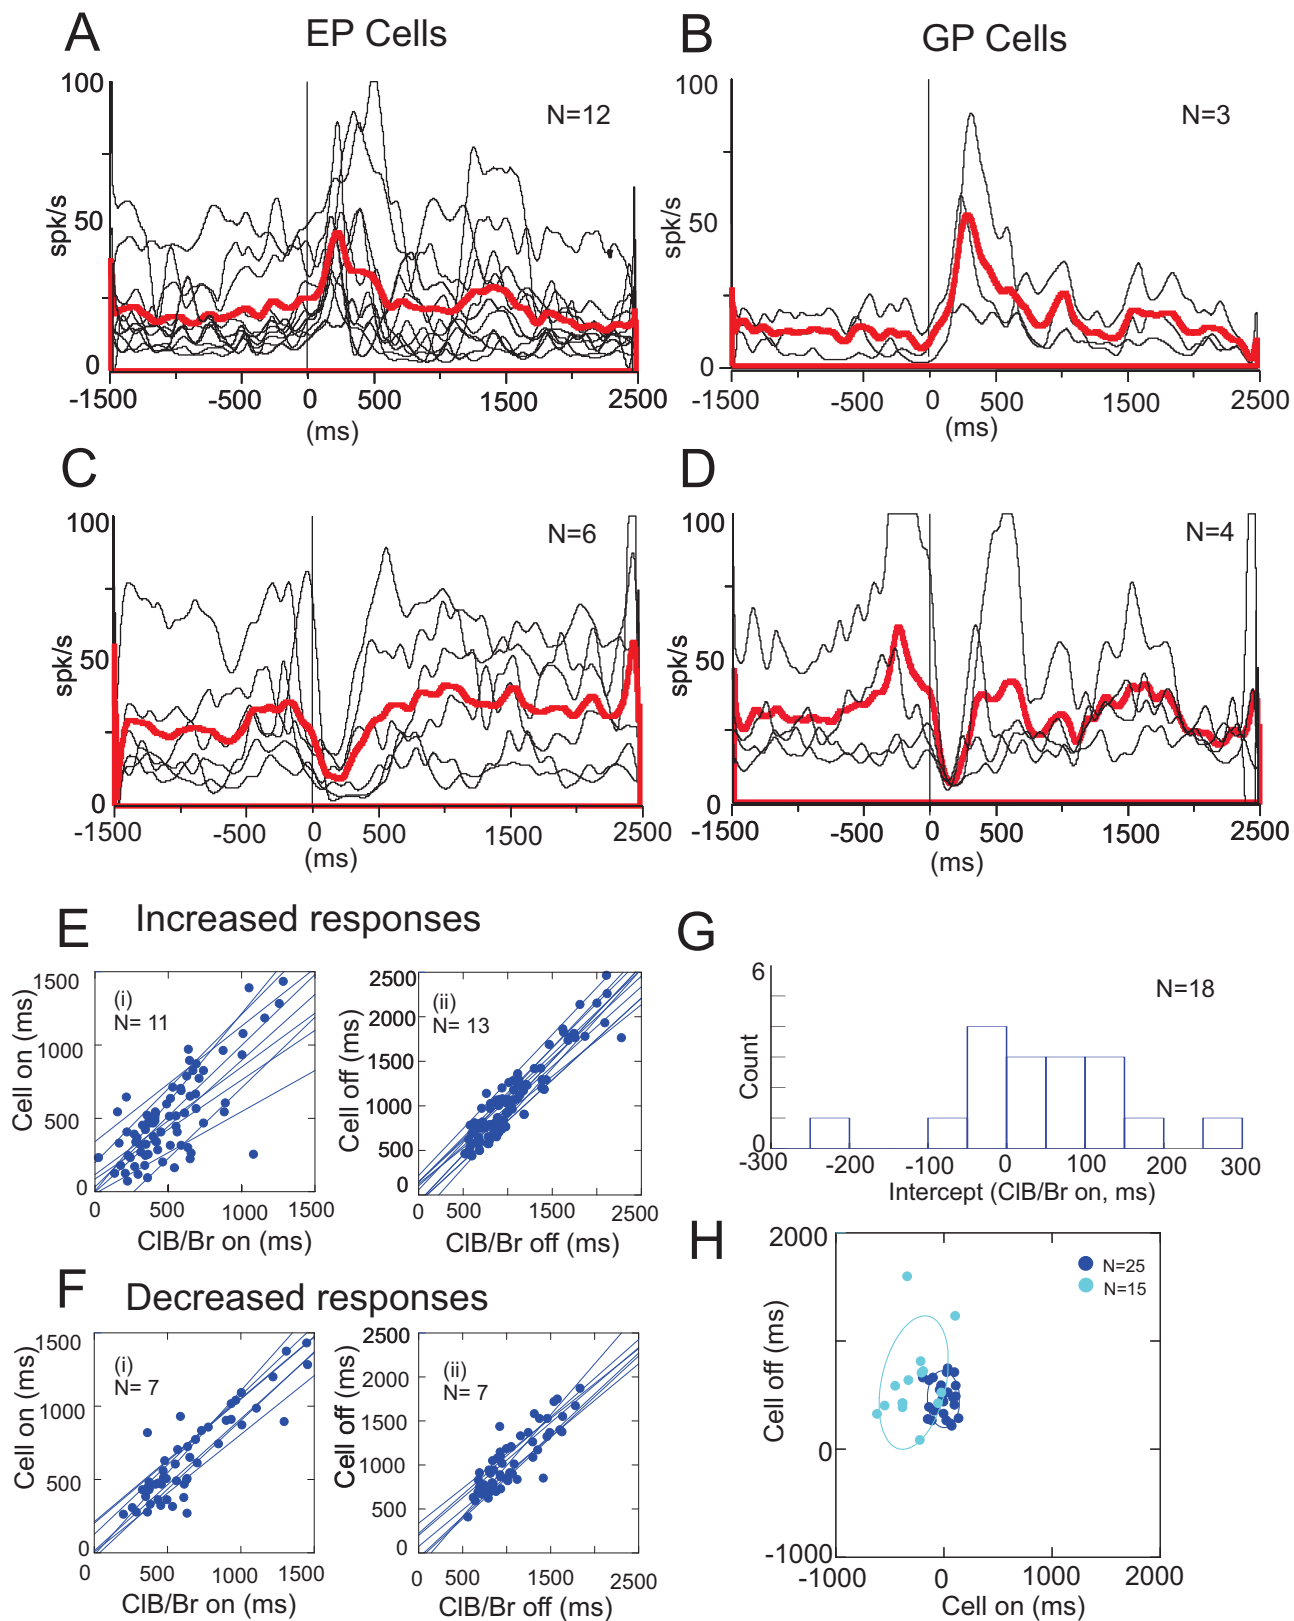 A EP Cells
B GP Cells
100
50
0
spk/s
N=12
-1500 -500 0 500 1500 2500
(ms)
100
50
0
spk/s
N=3
-1500 -500 0 500 1500 2500
(ms)
C
100
50
0
spk/s
N=6
-1500 -500 0 500 1500 2500
(ms)
D
100
50
0
spk/s
N=4
-1500 -500 0 500 1500 2500
(ms)
E Increased responses
Cell on (ms)
1500
1000
500
0
(i)
N= 11
0 500 1000 1500
ClB/Br on (ms)
Cell off (ms)
2500
2000
1500
1000
500
0
(ii)
N= 13
0 500 1000 1500 2500
ClB/Br off (ms)
F Decreased responses
Cell on (ms)
1500
1000
500
0
(i)
N= 7
0 500 1000 1500
ClB/Br on (ms)
Cell off (ms)
2500
2000
1500
1000
500
0
(ii)
N= 7
0 500 1000 1500 2500
ClB/Br off (ms)
G
6
0
Count
N=18
-300 -200 -100 0 100 200 300
Intercept (ClB/Br on, ms)
H
2000
0
-1000
Cell off (ms)
N=25
N=15
-1000 0 1000 2000
Cell on (ms)